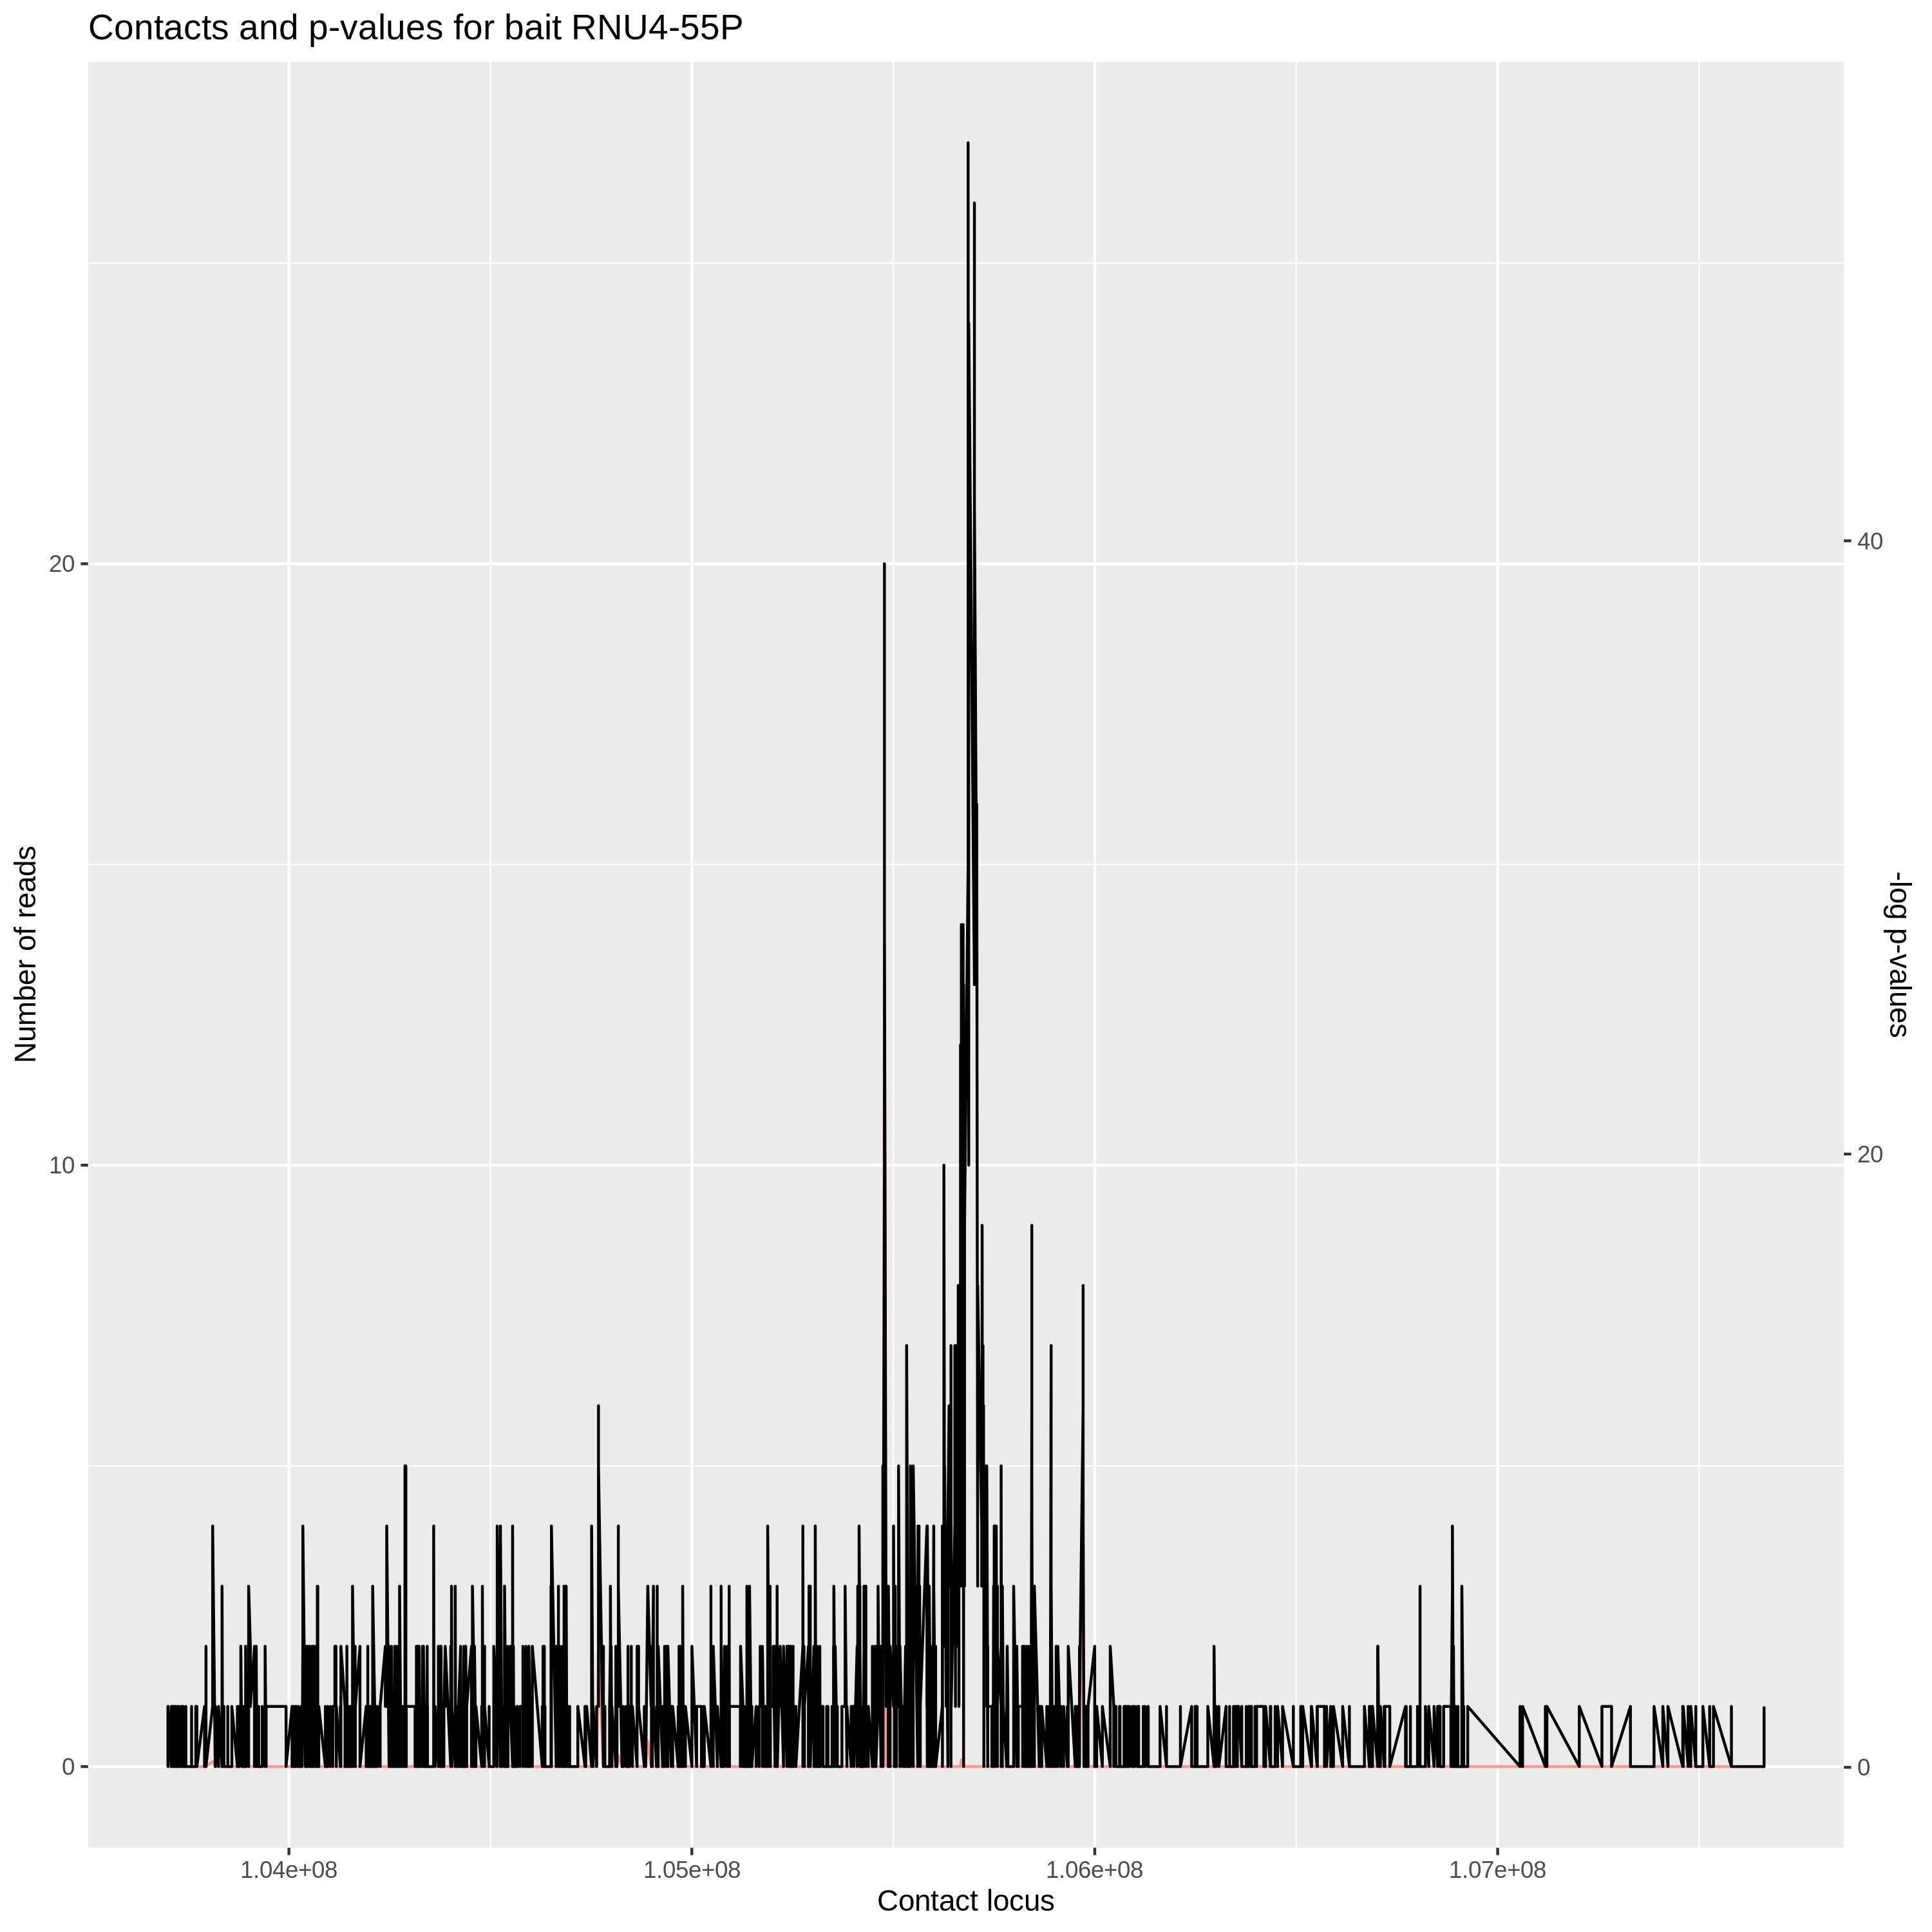 Contacts and p-values for bait RNU4-55P
20
10
0
Number of reads
40
20
0
-log p-values
1.04e+08
1.05e+08
1.06e+08
1.07e+08
Contact locus